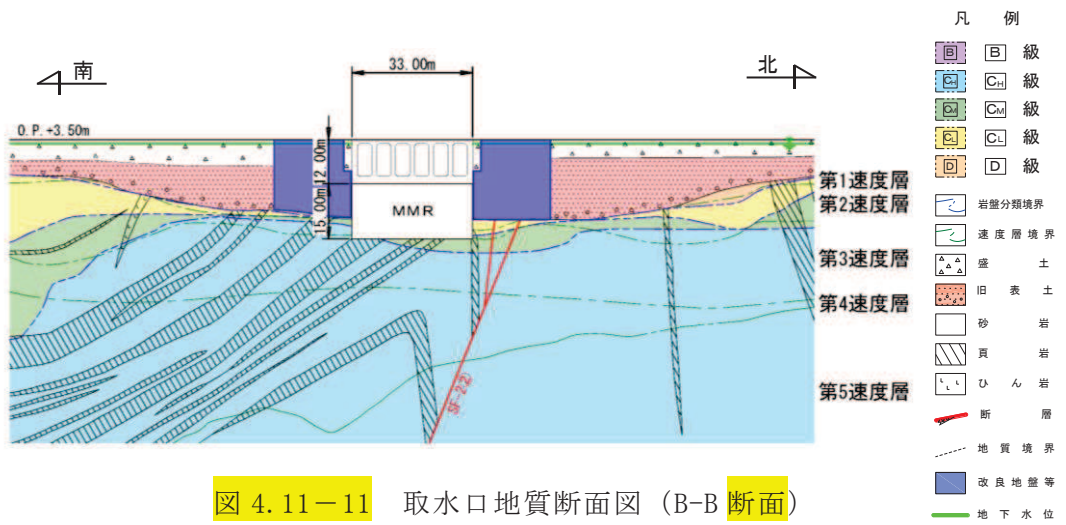 南
33.00m
北
O.P.+3.50m
12.00m
15.00m
MMR
SF-22
第1速度層
第2速度層
第3速度層
第4速度層
第5速度層
凡 例
B B 級
CH CH 級
CM CM 級
CL CL 級
D D 級
岩盤分類境界
速度層境界
盛 土
旧 表 土
砂 岩
頁 岩
ひ ん 岩
断 層
地 質 境 界
改 良 地 盤 等
地 下 水 位
図 4.11-11 取水口地質断面図 (B-B 断面)